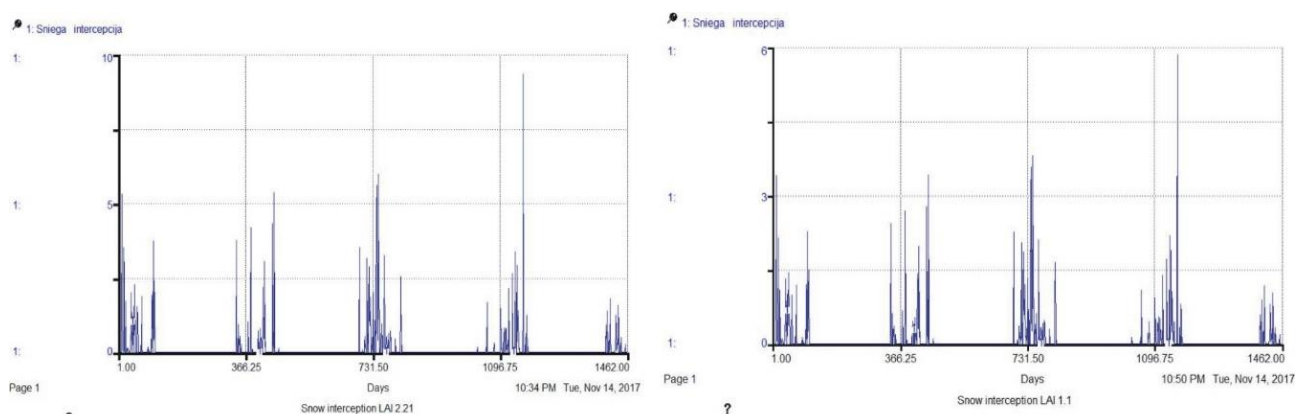 1: Sniega intercepcija
1:
10
1:
5
1:
0
1.00
366.25
731.50
1096.75
1462.00
Page 1
Days
10:34 PM Tue, Nov 14, 2017
Snow interception LAI 2.21
1: Sniega intercepcija
1:
6
1:
3
1:
0
1.00
366.25
731.50
1096.75
1462.00
Page 1
Days
10:50 PM Tue, Nov 14, 2017
Snow interception LAI 1.1
?